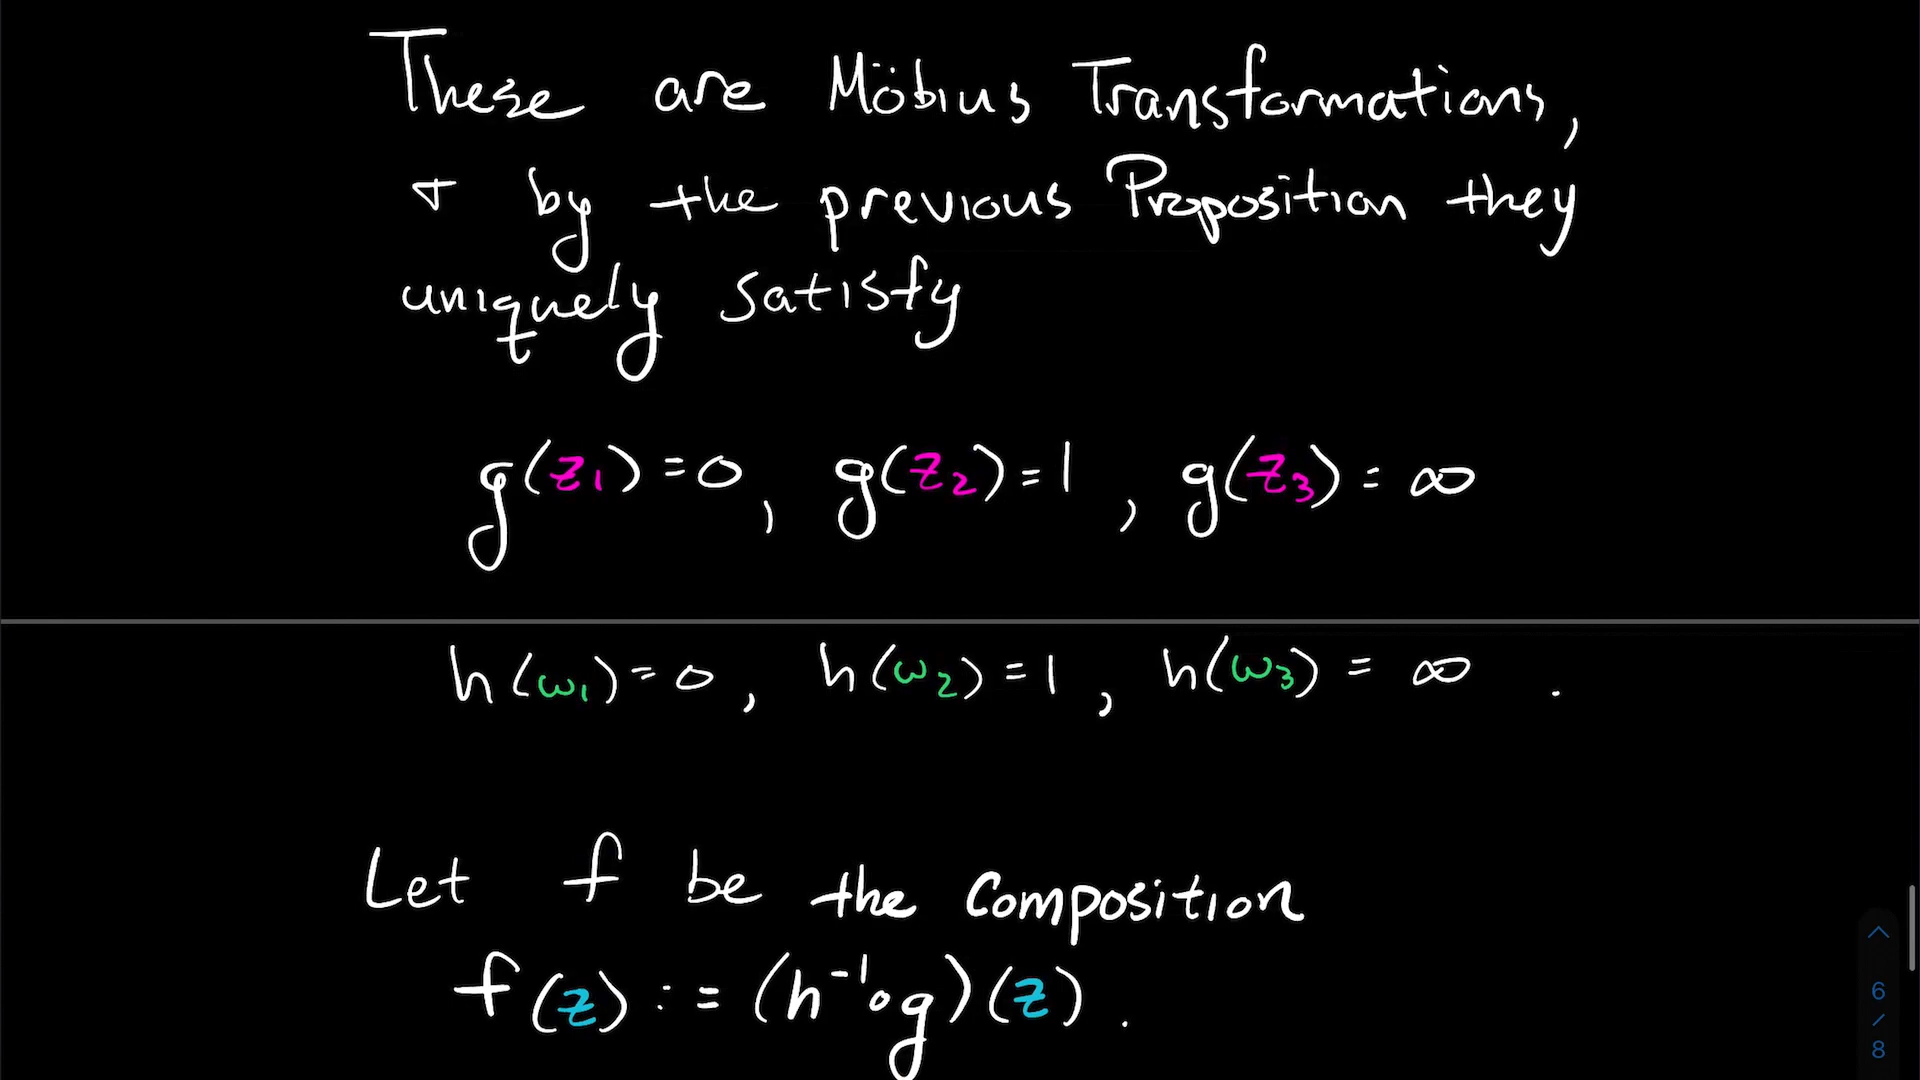 These are Möbius Transformations,
+ by the previous Proposition they
uniquely satisfy
g(z₁) = 0, g(z₂) = 1, g(z₃) = ∞
h(ω₁) = 0, h(ω₂) = 1, h(ω₃) = ∞ .
Let f be the Composition
f(z) := (h⁻¹∘g)(z).
6
/
8